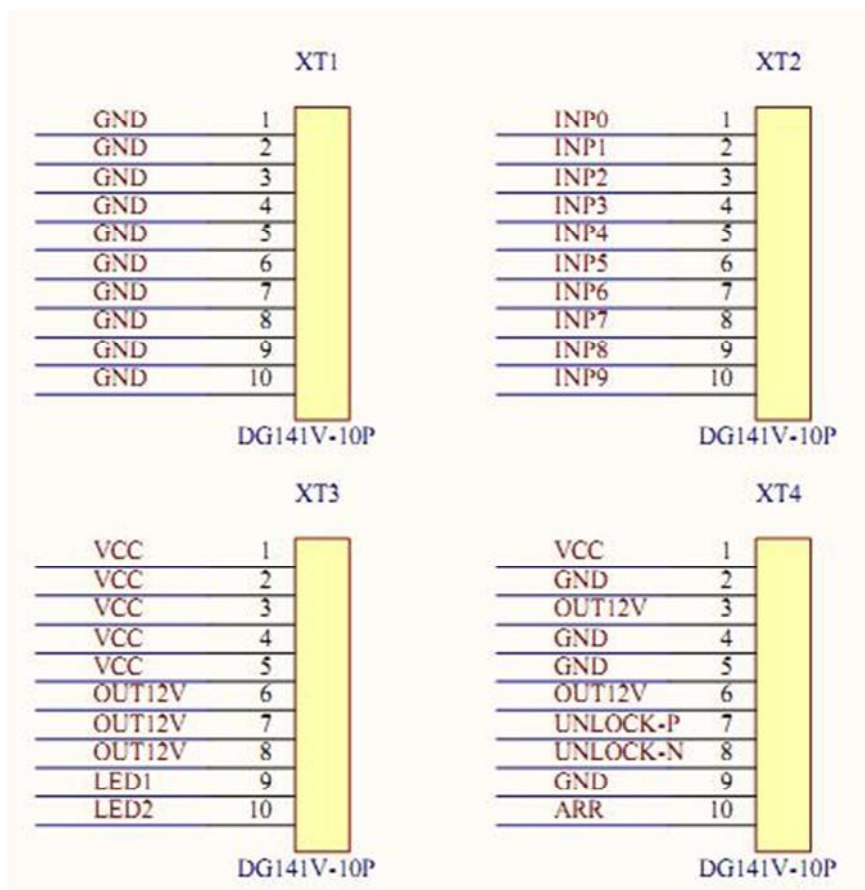 XT1
GND 1
GND 2
GND 3
GND 4
GND 5
GND 6
GND 7
GND 8
GND 9
GND 10
DG141V-10P
XT2
INP0 1
INP1 2
INP2 3
INP3 4
INP4 5
INP5 6
INP6 7
INP7 8
INP8 9
INP9 10
DG141V-10P
XT3
VCC 1
VCC 2
VCC 3
VCC 4
VCC 5
OUT12V 6
OUT12V 7
OUT12V 8
LED1 9
LED2 10
DG141V-10P
XT4
VCC 1
GND 2
OUT12V 3
GND 4
GND 5
OUT12V 6
UNLOCK-P 7
UNLOCK-N 8
GND 9
ARR 10
DG141V-10P